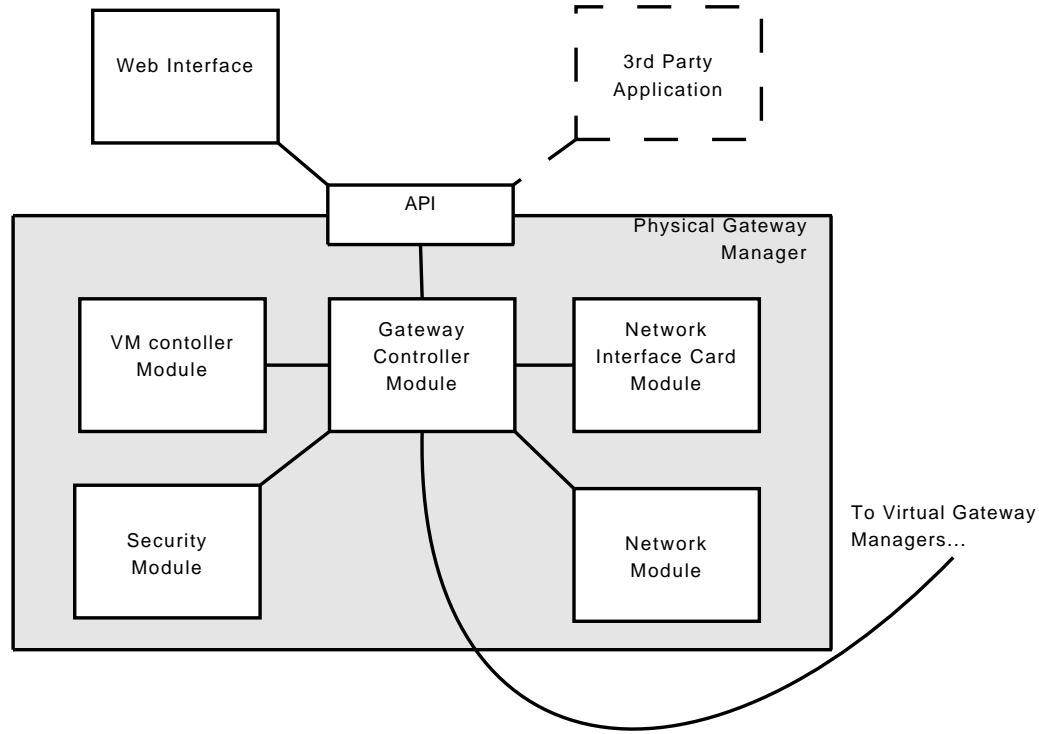 Web Interface
3rd Party
Application
API
Physical Gateway
Manager
VM contoller
Module
Gateway
Controller
Module
Network
Interface Card
Module
Security
Module
Network
Module
To Virtual Gateway
Managers...